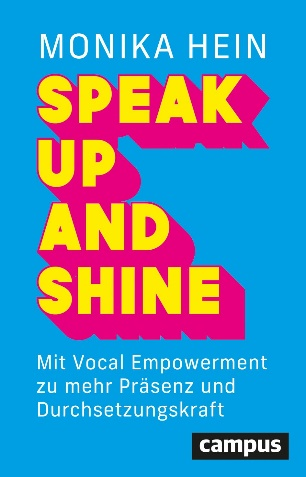 MONIKA HEIN
SPEAK
UP
AND
SHINE
Mit Vocal Empowerment
zu mehr Präsenz und
Durchsetzungskraft
campus